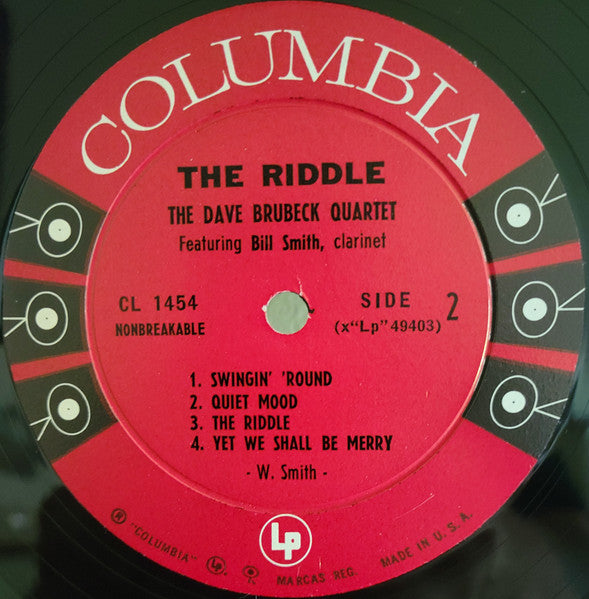 COLUMBIA
THE RIDDLE
THE DAVE BRUBECK QUARTET
Featuring Bill Smith, clarinet
CL 1454
NONBREAKABLE
SIDE 2
(x"Lp"49403)
1. SWINGIN' 'ROUND
2. QUIET MOOD
3. THE RIDDLE
4. YET WE SHALL BE MERRY
- W. Smith -
Lp
® "COLUMBIA" Lp MARCAS REG. MADE IN U. S. A.